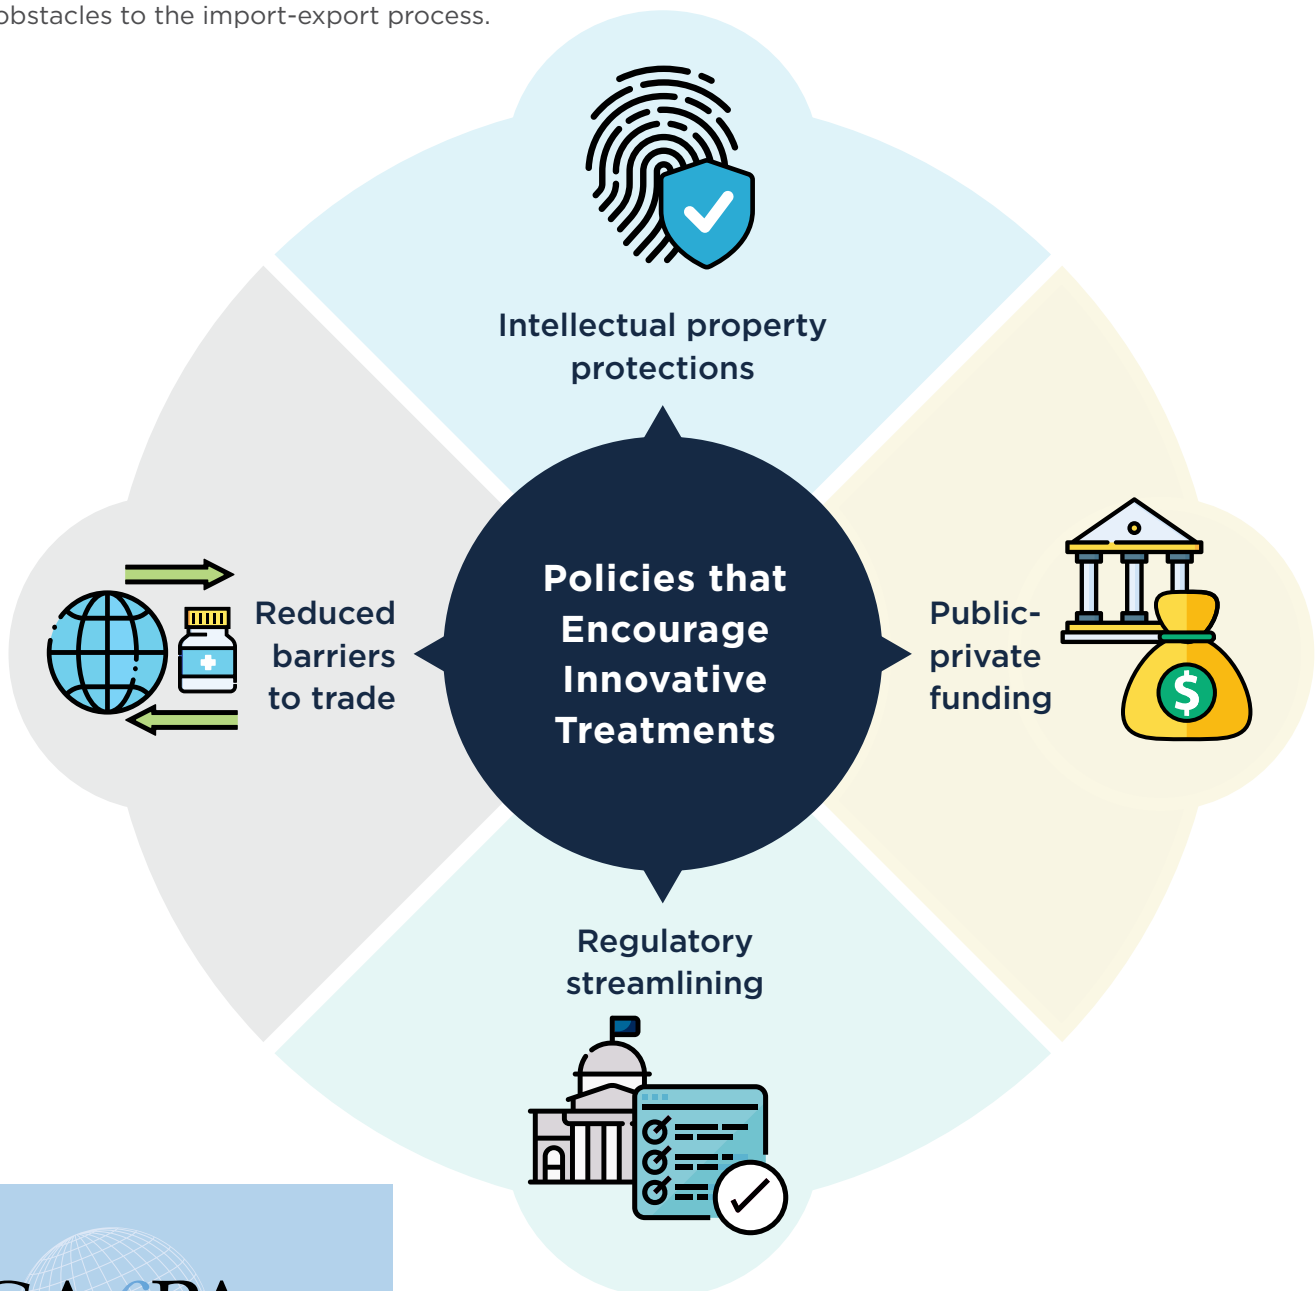 obstacles to the import-export process.
Intellectual property
protections
Policies that
Encourage
Innovative
Treatments
Reduced
barriers
to trade
Public-
private
funding
$
Regulatory
streamlining